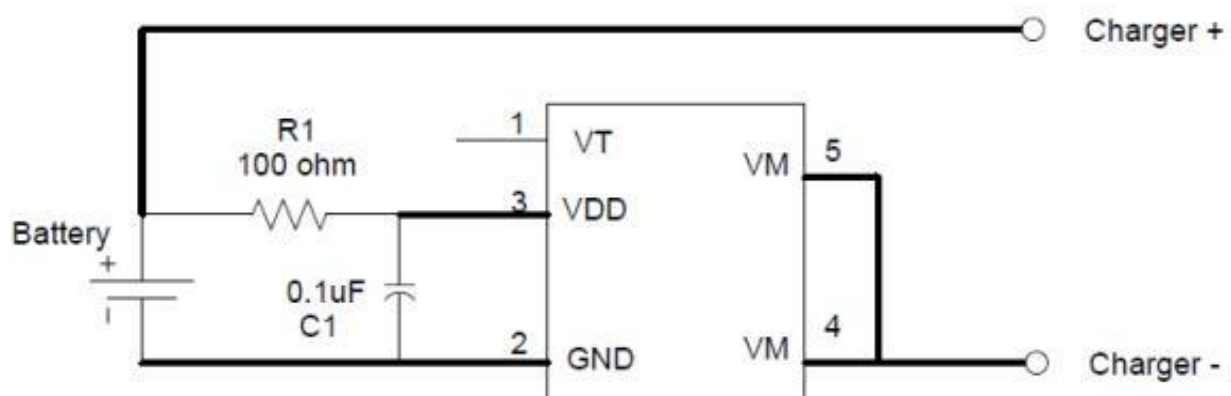 Charger +
R1
100 ohm
1
VT
VM
5
3
VDD
Battery
+
-
0.1uF
C1
2
GND
VM
4
Charger -